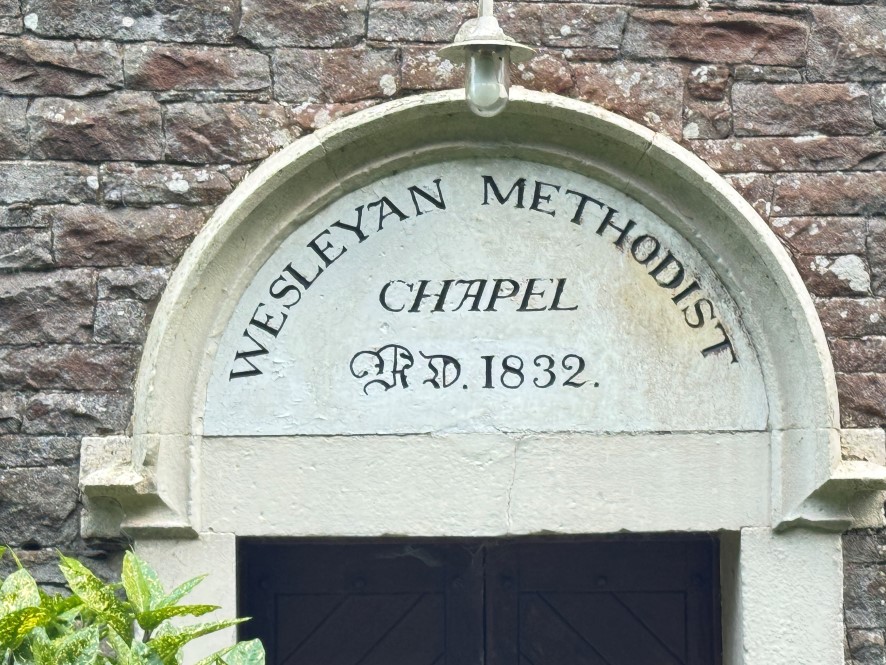 WESLEYAN METHODIST
CHAPEL
AD. 1832.